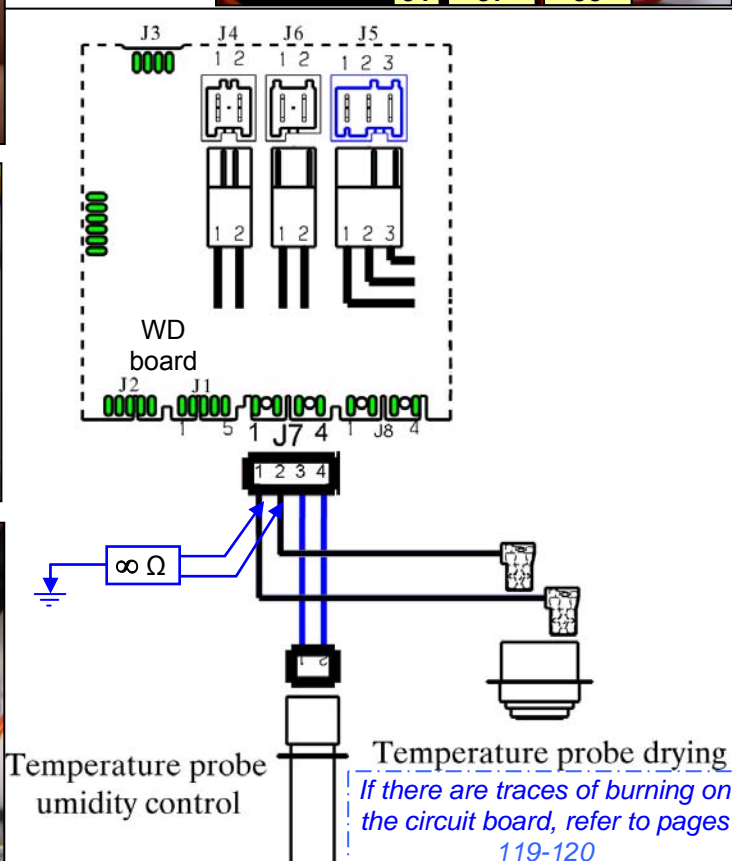 J3 J4 J6 J5
1 2 1 2 1 2 3
1 2 1 2 1 2 3
WD
board
J2 J1
1 5 1 J7 4 1 J8 4
1 2 3 4
∞ Ω
1 2
Temperature probe
umidity control
Temperature probe drying
If there are traces of burning on
the circuit board, refer to pages
119-120